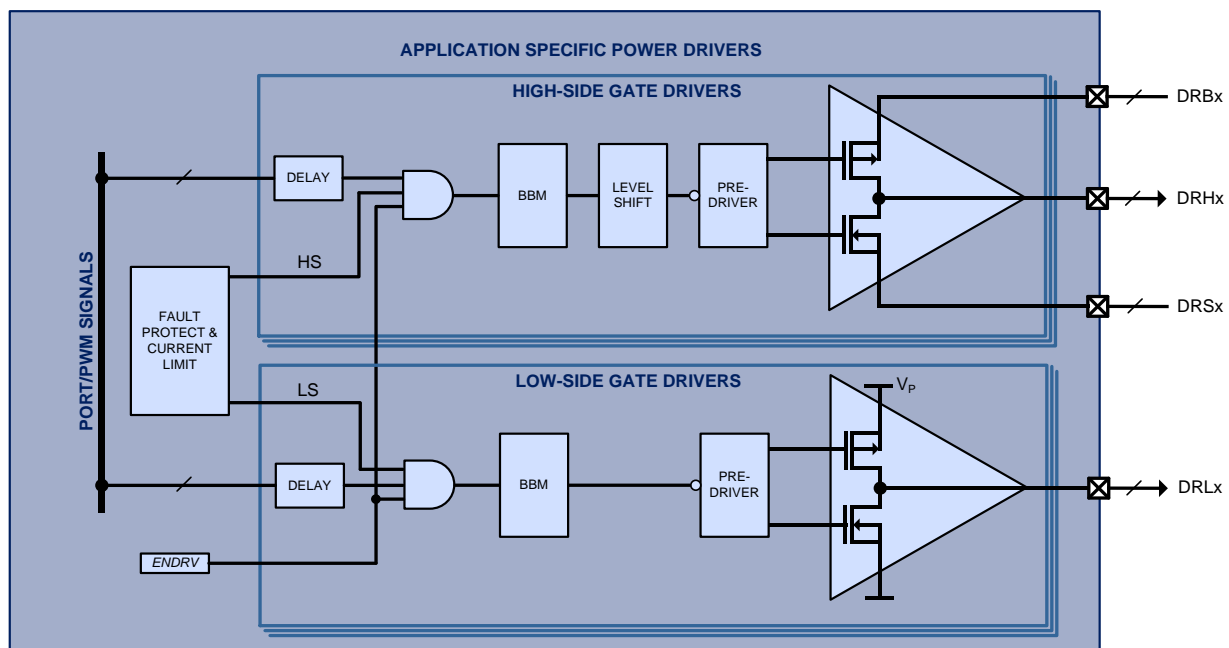 APPLICATION SPECIFIC POWER DRIVERS
HIGH-SIDE GATE DRIVERS
DRBx
DELAY
BBM
LEVEL
SHIFT
PRE-
DRIVER
DRHx
PORT/PWM SIGNALS
HS
FAULT
PROTECT &
CURRENT
LIMIT
DRSx
LS
LOW-SIDE GATE DRIVERS
VP
DELAY
BBM
PRE-
DRIVER
DRLx
ENDRV